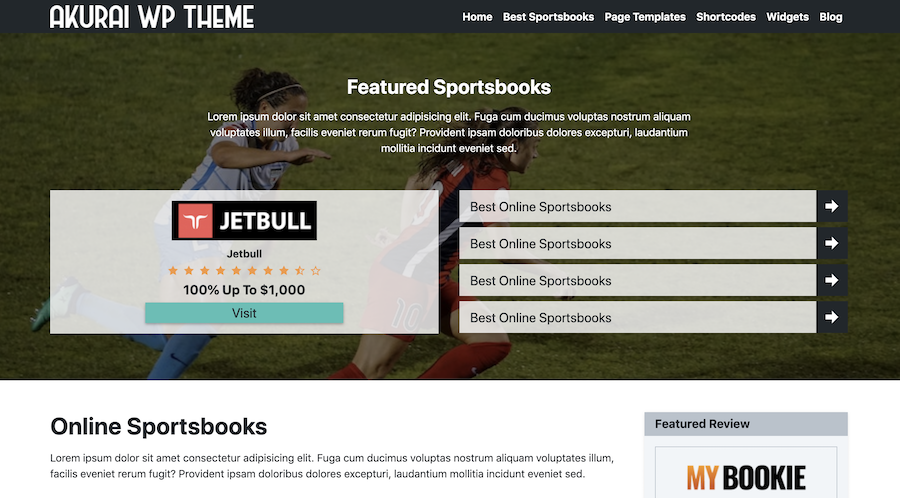 AKURAI WP THEME
Home Best Sportsbooks Page Templates Shortcodes Widgets Blog
Featured Sportsbooks
Lorem ipsum dolor sit amet consectetur adipisicing elit. Fuga cum ducimus voluptas nostrum aliquam
voluptates illum, facilis eveniet rerum fugit? Provident ipsam doloribus dolores excepturi, laudantium
mollitia incidunt eveniet sed.
JETBULL
Jetbull
100% Up To $1,000
Visit
Best Online Sportsbooks
Best Online Sportsbooks
Best Online Sportsbooks
Best Online Sportsbooks
10
Online Sportsbooks
Lorem ipsum dolor sit amet consectetur adipisicing elit. Fuga cum ducimus voluptas nostrum aliquam voluptates illum,
facilis eveniet rerum fugit? Provident ipsam doloribus dolores excepturi, laudantium mollitia incidunt eveniet sed.
Featured Review
MY BOOKIE